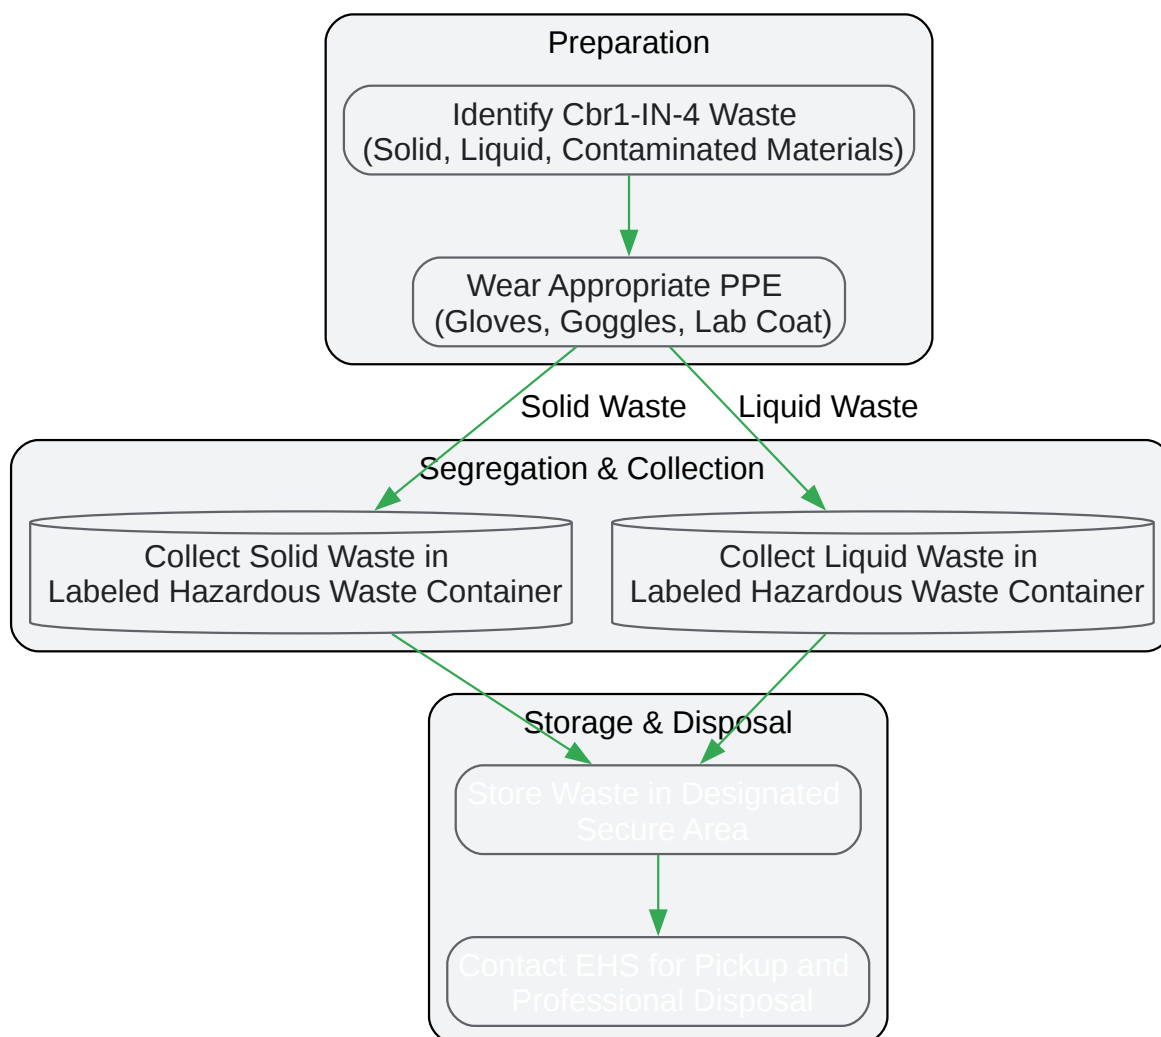 Preparation
Identify Cbr1-IN-4 Waste
(Solid, Liquid, Contaminated Materials)
Wear Appropriate PPE
(Gloves, Goggles, Lab Coat)
Solid Waste
Liquid Waste
Segregation & Collection
Collect Solid Waste in
Labeled Hazardous Waste Container
Collect Liquid Waste in
Labeled Hazardous Waste Container
Storage & Disposal
Store Waste in Designated
Secure Area
Contact EHS for Pickup and
Professional Disposal